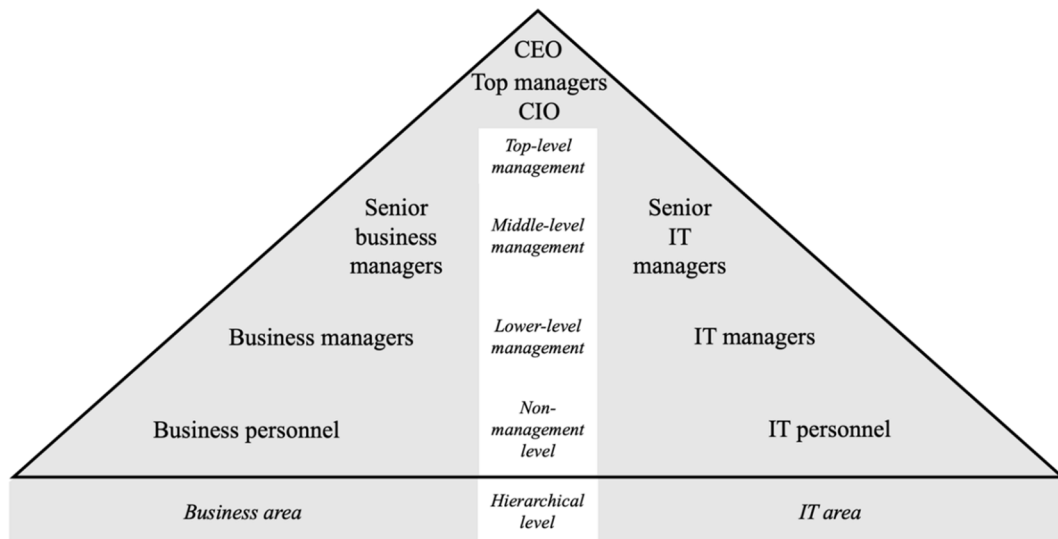 CEO
Top managers
CIO
Top-level
management
Senior
business
managers
Middle-level
management
Senior
IT
managers
Business managers
Lower-level
management
IT managers
Business personnel
Non-
management
level
IT personnel
Business area
Hierarchical
level
IT area